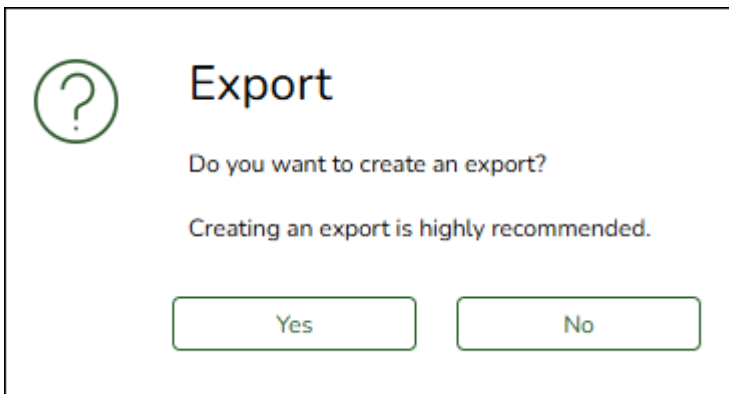 Export
Do you want to create an export?
Creating an export is highly recommended.
Yes
No